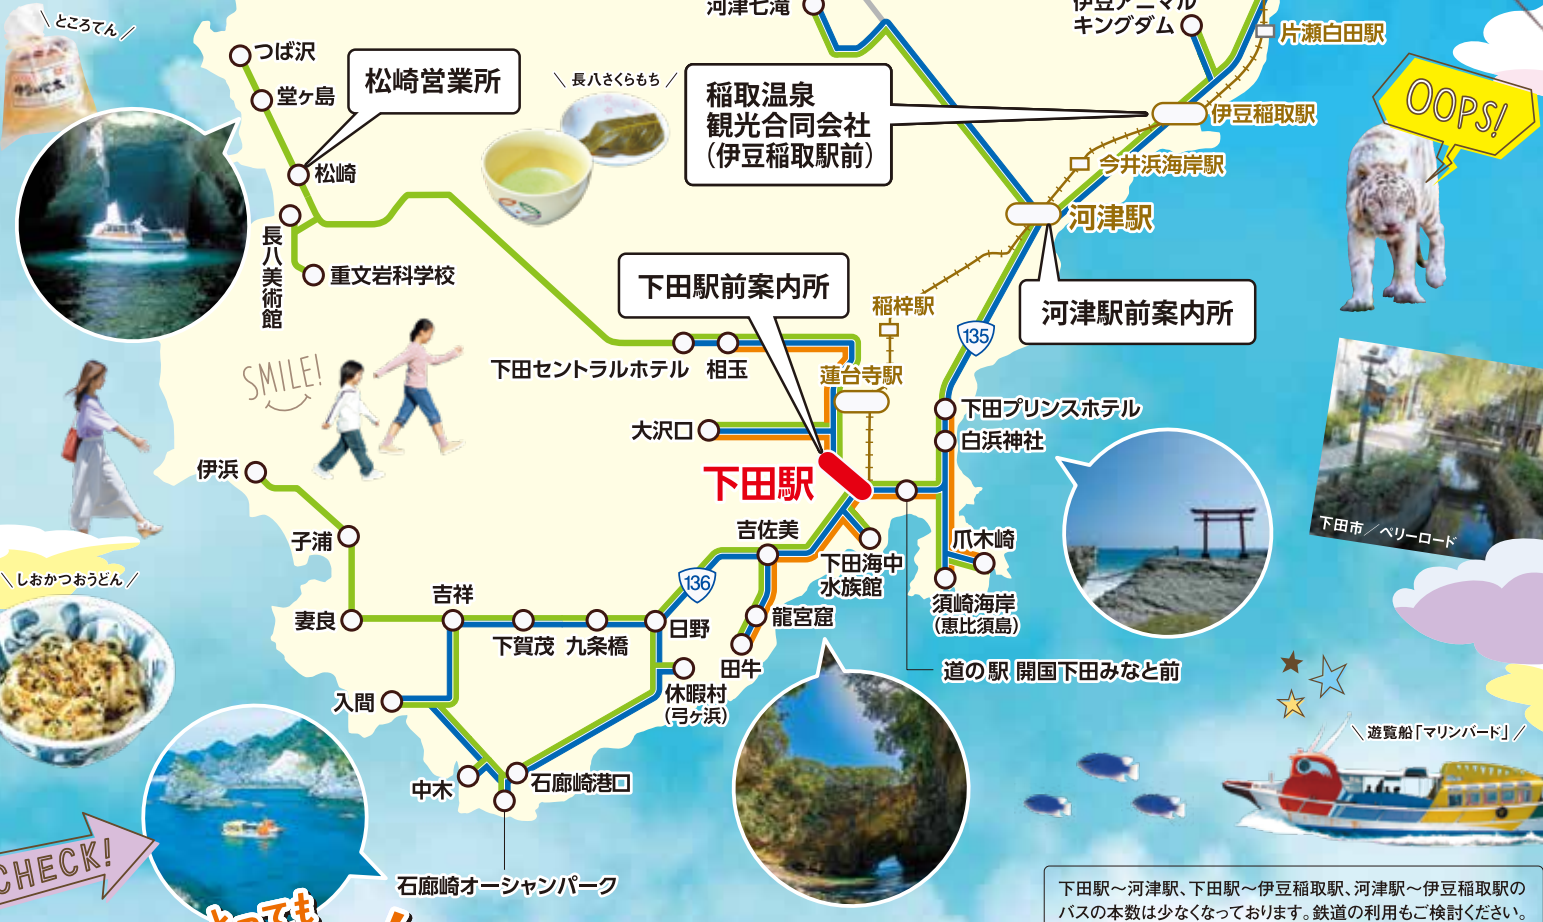 ところてん
河津七滝
伊豆アニマル
キングダム
片瀬白田駅
つば沢
堂ヶ島
松崎営業所
長八さくらもち
稲取温泉
観光合同会社
(伊豆稲取駅前)
伊豆稲取駅
OOPS!
松崎
今井浜海岸駅
河津駅
長八美術館
重文岩科学校
下田駅前案内所
稲梓駅
河津駅前案内所
135
SMILE!
下田セントラルホテル
相玉
蓮台寺駅
下田プリンスホテル
大沢口
白浜神社
伊浜
下田駅
下田市/ペリーロード
子浦
吉佐美
爪木崎
下田海中
水族館
しおかつおうどん
136
吉祥
須崎海岸
(恵比須島)
妻良
下賀茂
九条橋
日野
龍宮窟
田牛
道の駅 開国下田みなと前
入間
休暇村
(弓ヶ浜)
遊覧船「マリンバード」
中木
石廊崎港口
CHECK!
石廊崎オーシャンパーク
とっても
下田駅~河津駅、下田駅~伊豆稲取駅、河津駅~伊豆稲取駅の
バスの本数は少なくなっております。鉄道の利用もご検討ください。